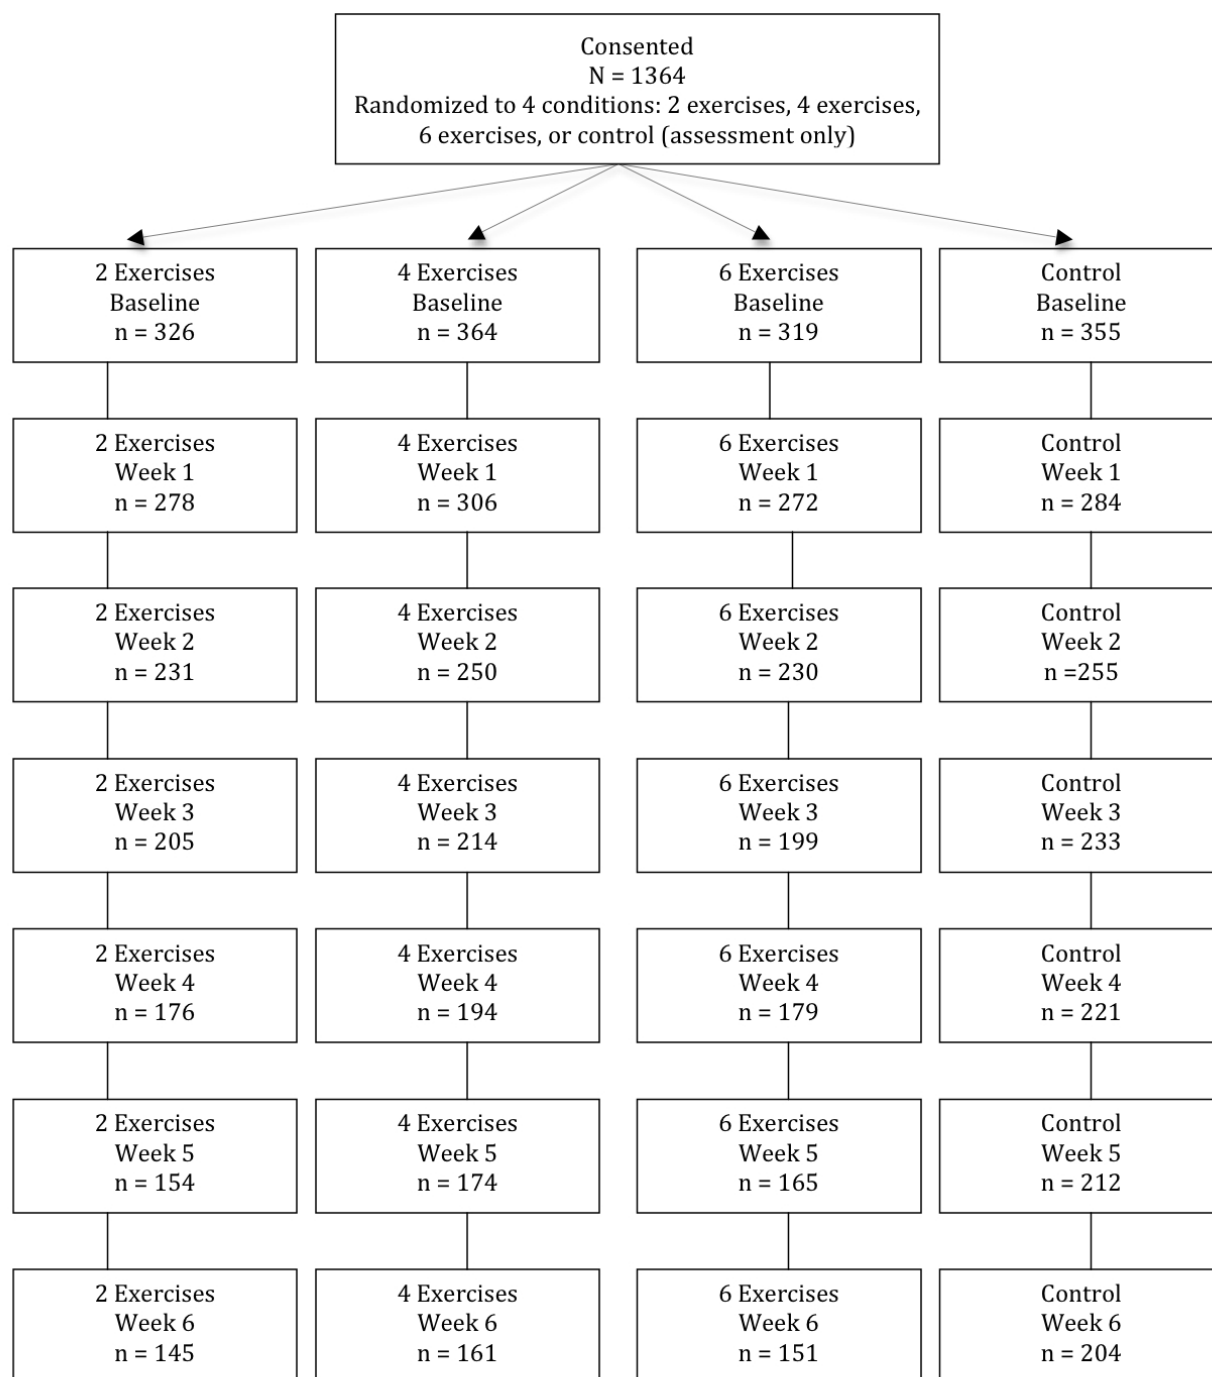 Consented
N = 1364
Randomized to 4 conditions: 2 exercises, 4 exercises,
6 exercises, or control (assessment only)
2 Exercises
Baseline
n = 326
4 Exercises
Baseline
n = 364
6 Exercises
Baseline
n = 319
Control
Baseline
n = 355
2 Exercises
Week 1
n = 278
4 Exercises
Week 1
n = 306
6 Exercises
Week 1
n = 272
Control
Week 1
n = 284
2 Exercises
Week 2
n = 231
4 Exercises
Week 2
n = 250
6 Exercises
Week 2
n = 230
Control
Week 2
n =255
2 Exercises
Week 3
n = 205
4 Exercises
Week 3
n = 214
6 Exercises
Week 3
n = 199
Control
Week 3
n = 233
2 Exercises
Week 4
n = 176
4 Exercises
Week 4
n = 194
6 Exercises
Week 4
n = 179
Control
Week 4
n = 221
2 Exercises
Week 5
n = 154
4 Exercises
Week 5
n = 174
6 Exercises
Week 5
n = 165
Control
Week 5
n = 212
2 Exercises
Week 6
n = 145
4 Exercises
Week 6
n = 161
6 Exercises
Week 6
n = 151
Control
Week 6
n = 204